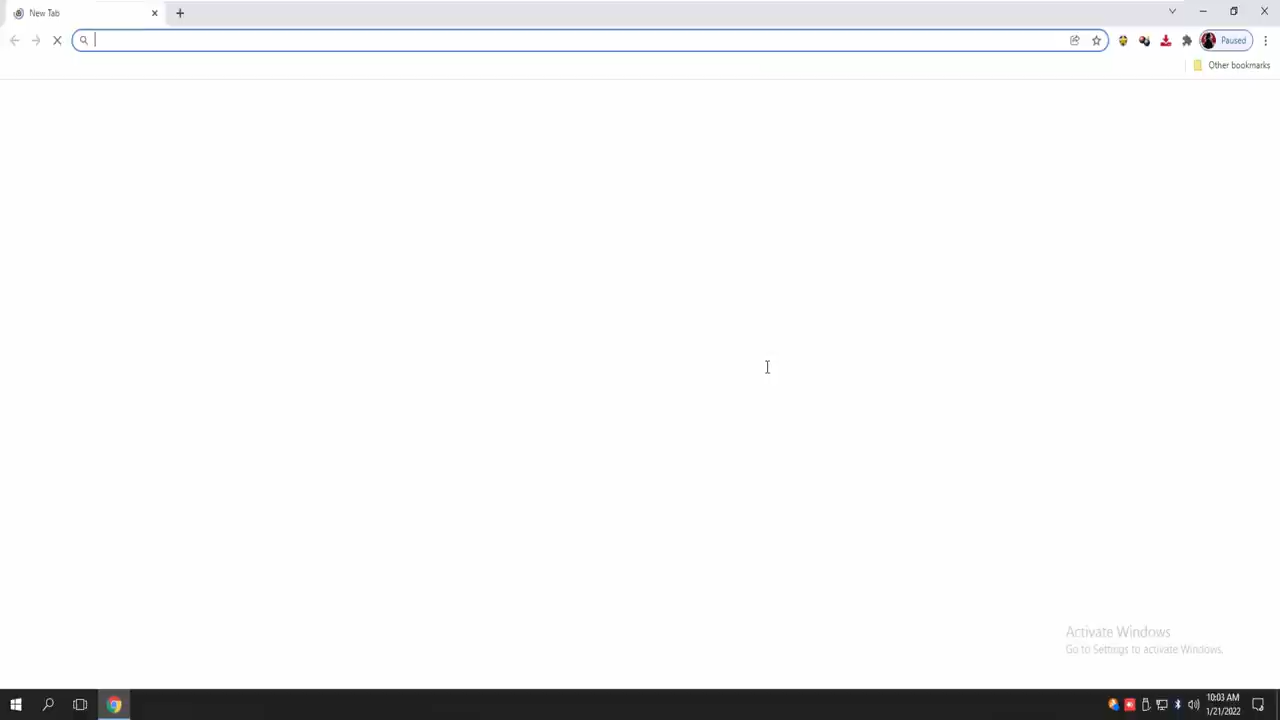 New Tab
Paused
Other bookmarks
Activate Windows
Go to Settings to activate Windows.
10:03 AM
1/21/2022